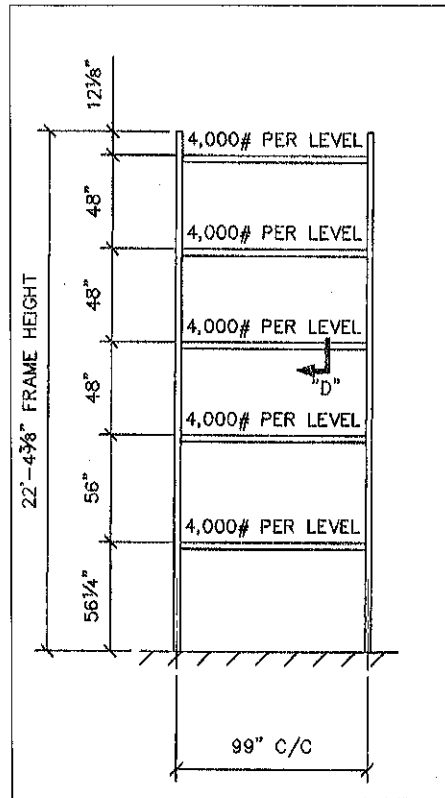 12⅛"
4,000# PER LEVEL
48"
4,000# PER LEVEL
48"
4,000# PER LEVEL
"D"
48"
4,000# PER LEVEL
56"
4,000# PER LEVEL
56¼"
22'-4⅜" FRAME HEIGHT
99" C/C